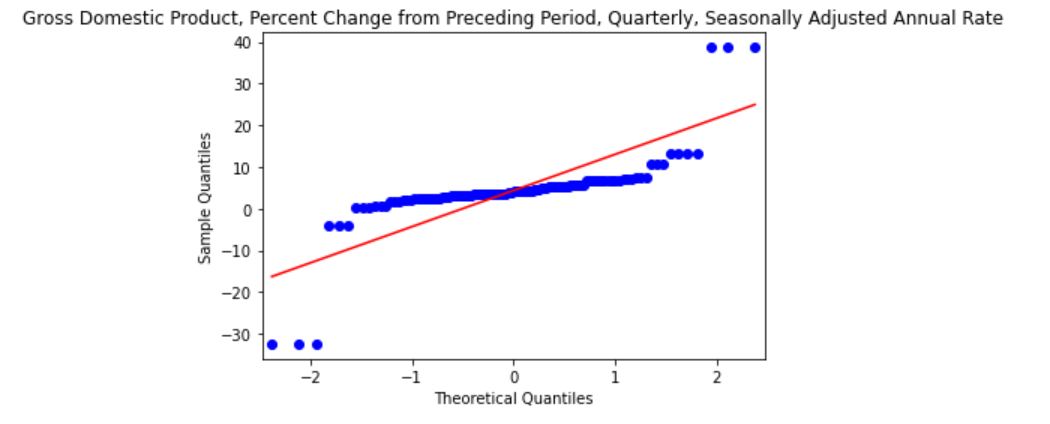 Gross Domestic Product, Percent Change from Preceding Period, Quarterly, Seasonally Adjusted Annual Rate
40
30
20
10
0
−10
−20
−30
Sample Quantiles
−2 −1 0 1 2
Theoretical Quantiles